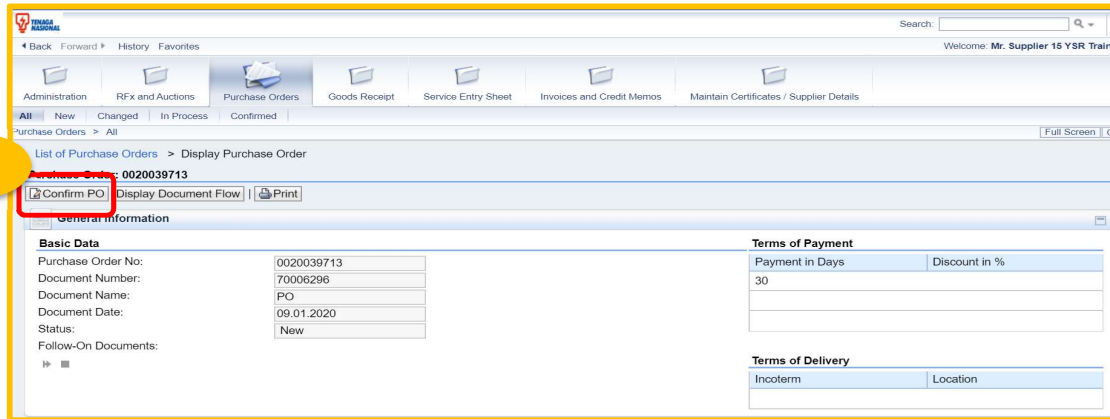 TENAGA
NASIONAL
Search:
Back Forward History Favorites
Welcome: Mr. Supplier 15 YSR Train
Administration RFx and Auctions Purchase Orders Goods Receipt Service Entry Sheet Invoices and Credit Memos Maintain Certificates / Supplier Details
All New Changed In Process Confirmed
Purchase Orders > All
Full Screen
List of Purchase Orders > Display Purchase Order
Purchase Order: 0020039713
Confirm PO Display Document Flow | Print
General Information
Basic Data
Purchase Order No: 0020039713
Document Number: 70006296
Document Name: PO
Document Date: 09.01.2020
Status: New
Follow-On Documents:
Terms of Payment
Payment in Days Discount in %
30
Terms of Delivery
Incoterm Location